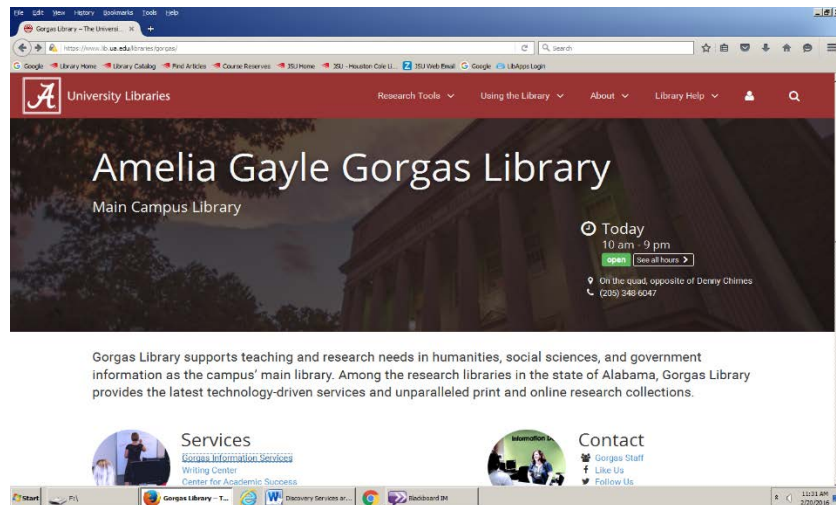 File Edit View History Bookmarks Tools Help
Gorgas Library – The Universi... × +
https://www.lib.ua.edu/libraries/gorgas/ Search
Google Library Home Library Catalog Find Articles Course Reserves JSU Home JSU - Houston Cole Li... JSU Web Email Google LibApps Login
University Libraries Research Tools Using the Library About Library Help
Amelia Gayle Gorgas Library
Main Campus Library
Today
10 am - 9 pm
open See all hours
On the quad, opposite of Denny Chimes
(205) 348-6047
Gorgas Library supports teaching and research needs in humanities, social sciences, and government
information as the campus' main library. Among the research libraries in the state of Alabama, Gorgas Library
provides the latest technology-driven services and unparalleled print and online research collections.
Services
Gorgas Information Services
Writing Center
Center for Academic Success
Information
Contact
Gorgas Staff
Like Us
Follow Us
Start F:\ Gorgas Library – T... Discovery Services ar... Blackboard IM 11:31 AM
2/20/2016